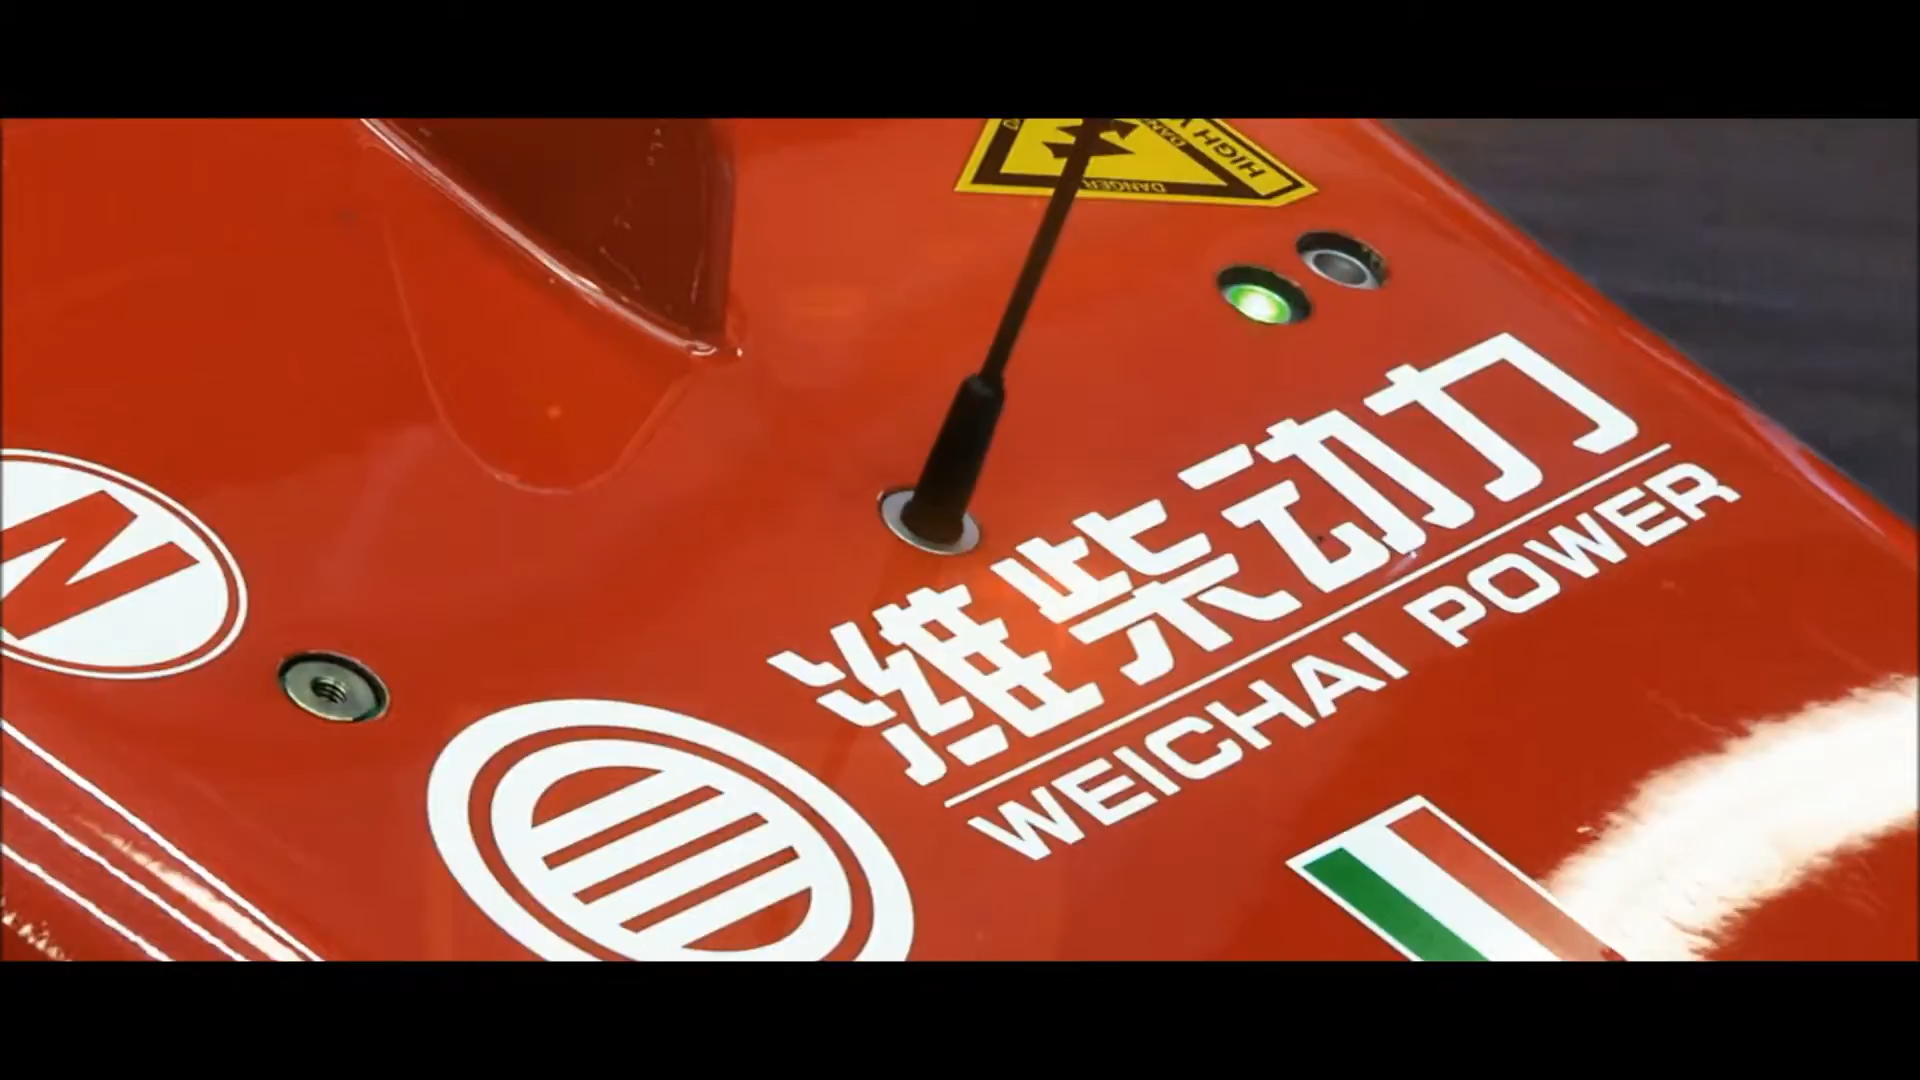 HIGH V
DANGER
N
潍柴动力
WEICHAI POWER